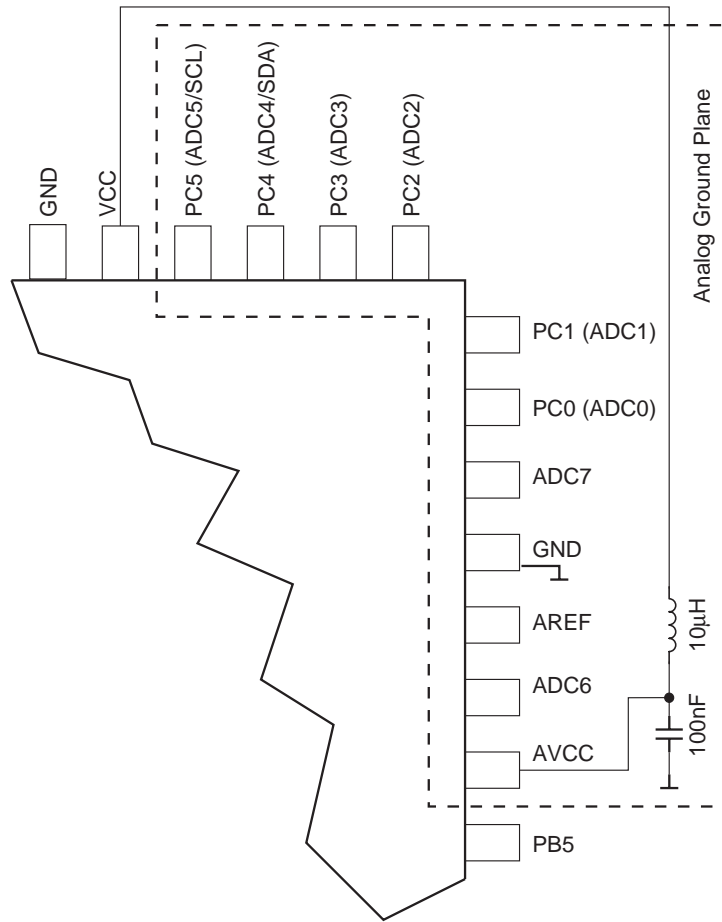 GND
VCC
PC5 (ADC5/SCL)
PC4 (ADC4/SDA)
PC3 (ADC3)
PC2 (ADC2)
Analog Ground Plane
PC1 (ADC1)
PC0 (ADC0)
ADC7
GND
AREF
10µH
ADC6
100nF
AVCC
PB5